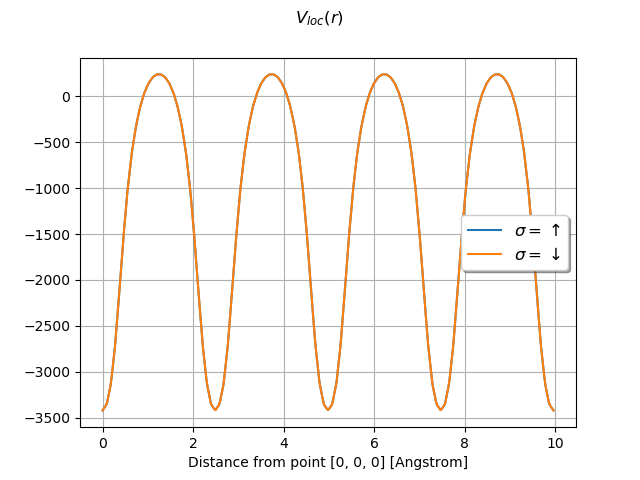 V_loc(r)
0
−500
−1000
−1500
−2000
−2500
−3000
−3500
σ = ↑
σ = ↓
0 2 4 6 8 10
Distance from point [0, 0, 0] [Angstrom]